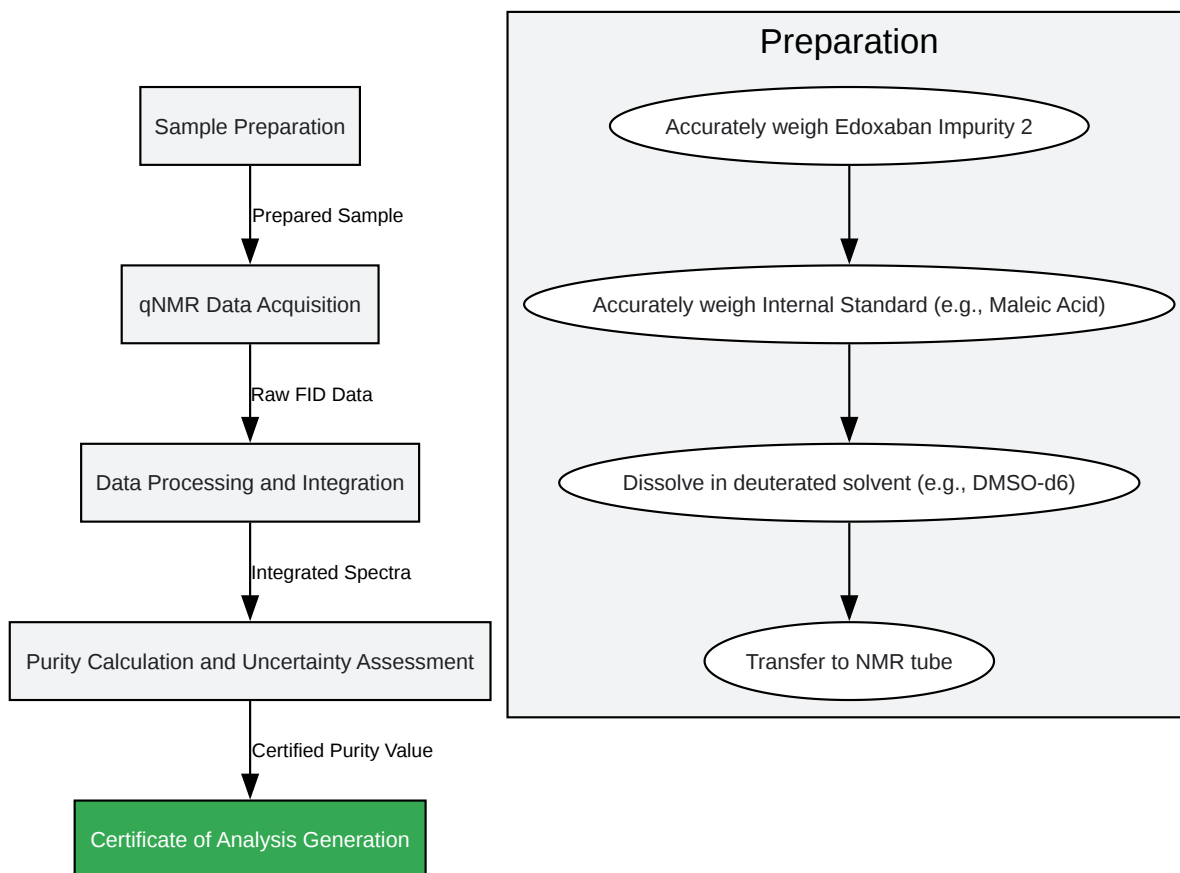 Sample Preparation
Prepared Sample
qNMR Data Acquisition
Raw FID Data
Data Processing and Integration
Integrated Spectra
Purity Calculation and Uncertainty Assessment
Certified Purity Value
Certificate of Analysis Generation
Preparation
Accurately weigh Edoxaban Impurity 2
Accurately weigh Internal Standard (e.g., Maleic Acid)
Dissolve in deuterated solvent (e.g., DMSO-d6)
Transfer to NMR tube